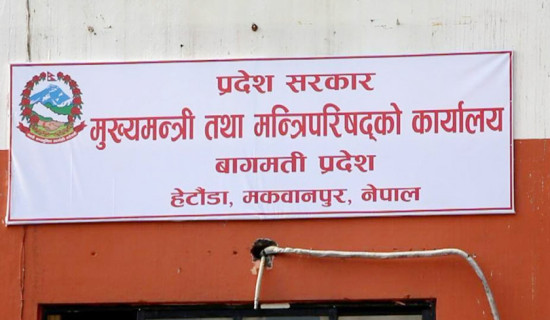 प्रदेश सरकार
मुख्यमन्त्री तथा मन्त्रिपरिषद्को कार्यालय
बागमती प्रदेश
हेटौंडा, मकवानपुर, नेपाल